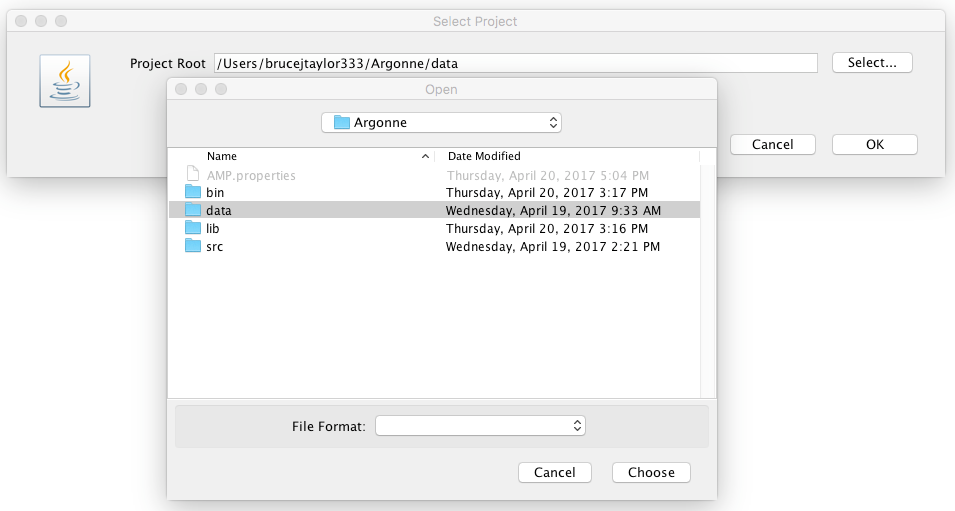 Select Project
Project Root /Users/brucejtaylor333/Argonne/data Select...
Open
Argonne
Name Date Modified
Cancel OK
AMP.properties Thursday, April 20, 2017 5:04 PM
bin Thursday, April 20, 2017 3:17 PM
data Wednesday, April 19, 2017 9:33 AM
lib Thursday, April 20, 2017 3:16 PM
src Wednesday, April 19, 2017 2:21 PM
File Format:
Cancel Choose